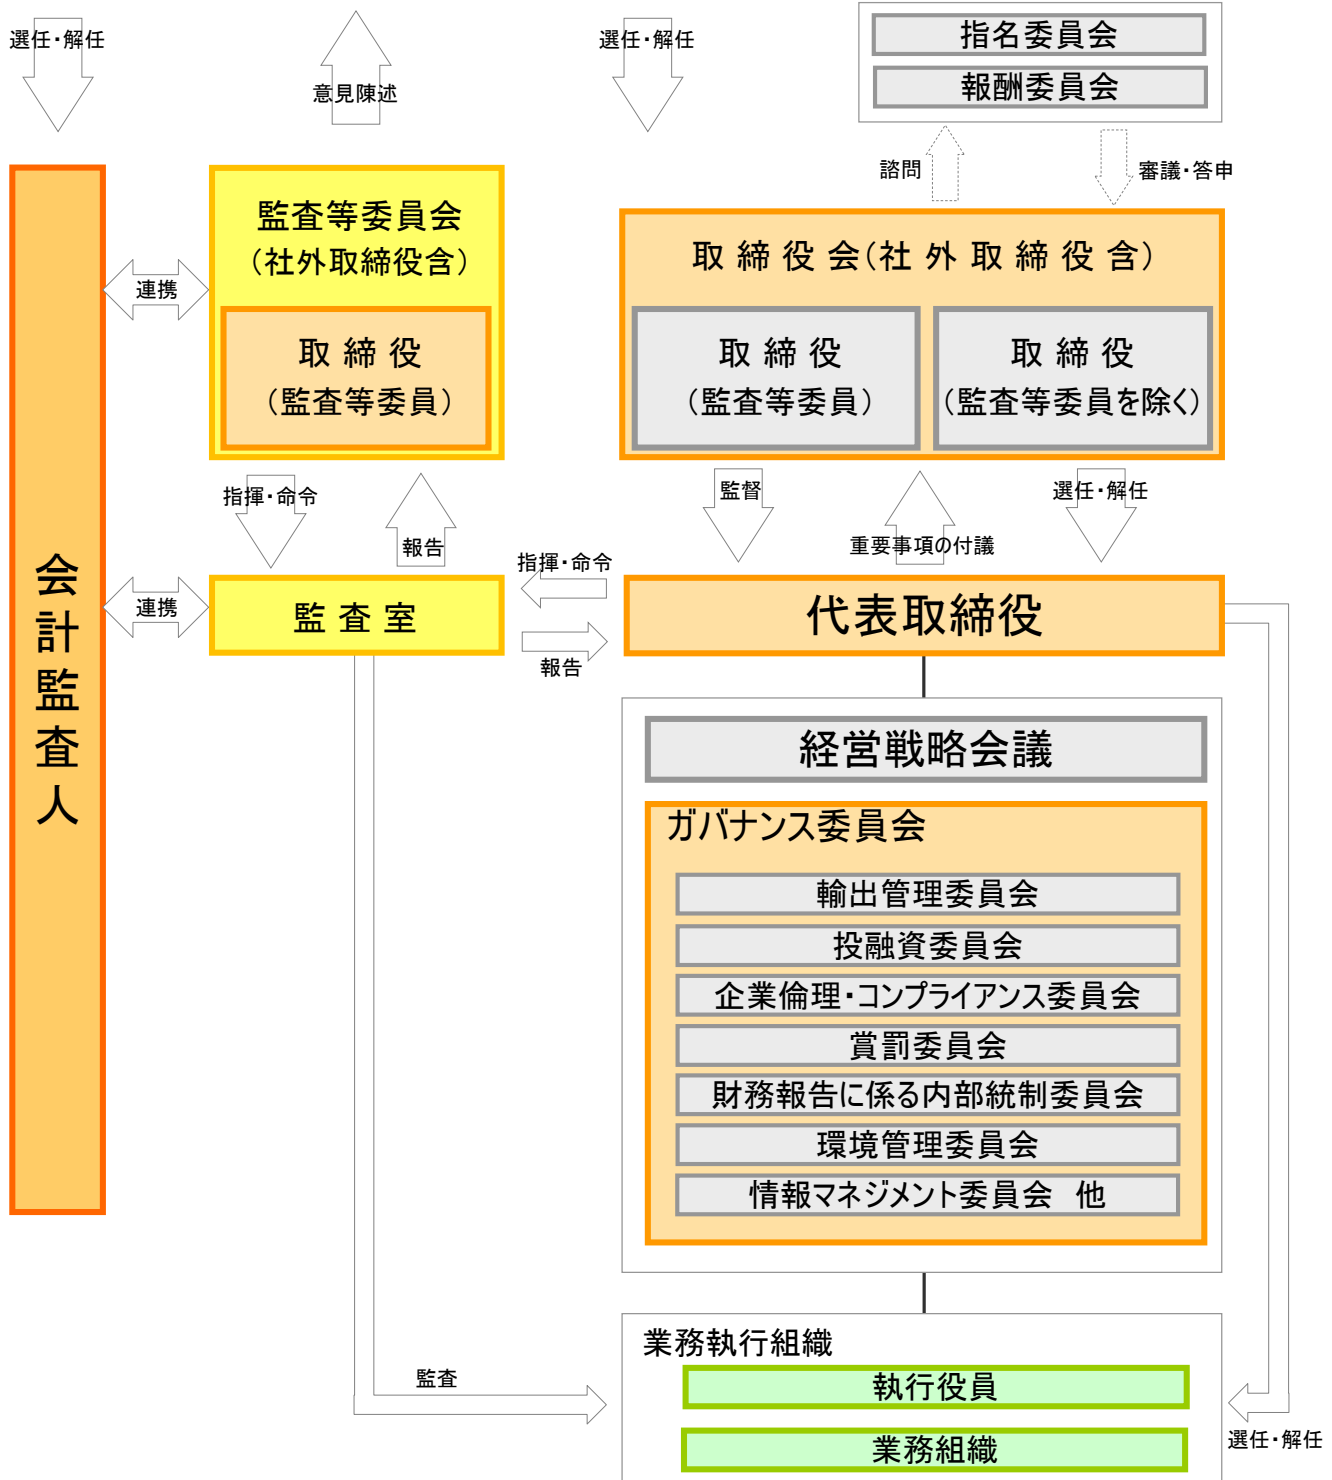 選任・解任
意見陳述
選任・解任
指名委員会
報酬委員会
諮問
審議・答申
監査等委員会
(社外取締役含)
取締役
(監査等委員)
連携
取締役会(社外取締役含)
取締役
(監査等委員)
取締役
(監査等委員を除く)
指揮・命令
報告
監督
重要事項の付議
選任・解任
会計監査人
連携
監査室
指揮・命令
報告
代表取締役
経営戦略会議
ガバナンス委員会
輸出管理委員会
投融資委員会
企業倫理・コンプライアンス委員会
賞罰委員会
財務報告に係る内部統制委員会
環境管理委員会
情報マネジメント委員会　他
監査
業務執行組織
執行役員
業務組織
選任・解任